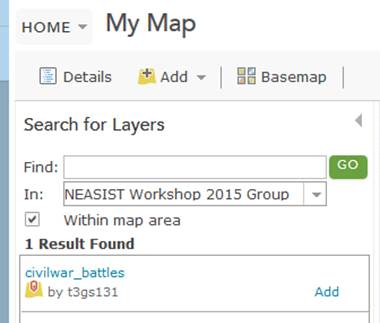 HOME My Map
Details Add Basemap
Search for Layers
Find: GO
In: NEASIST Workshop 2015 Group
Within map area
1 Result Found
civilwar_battles
by t3gs131 Add